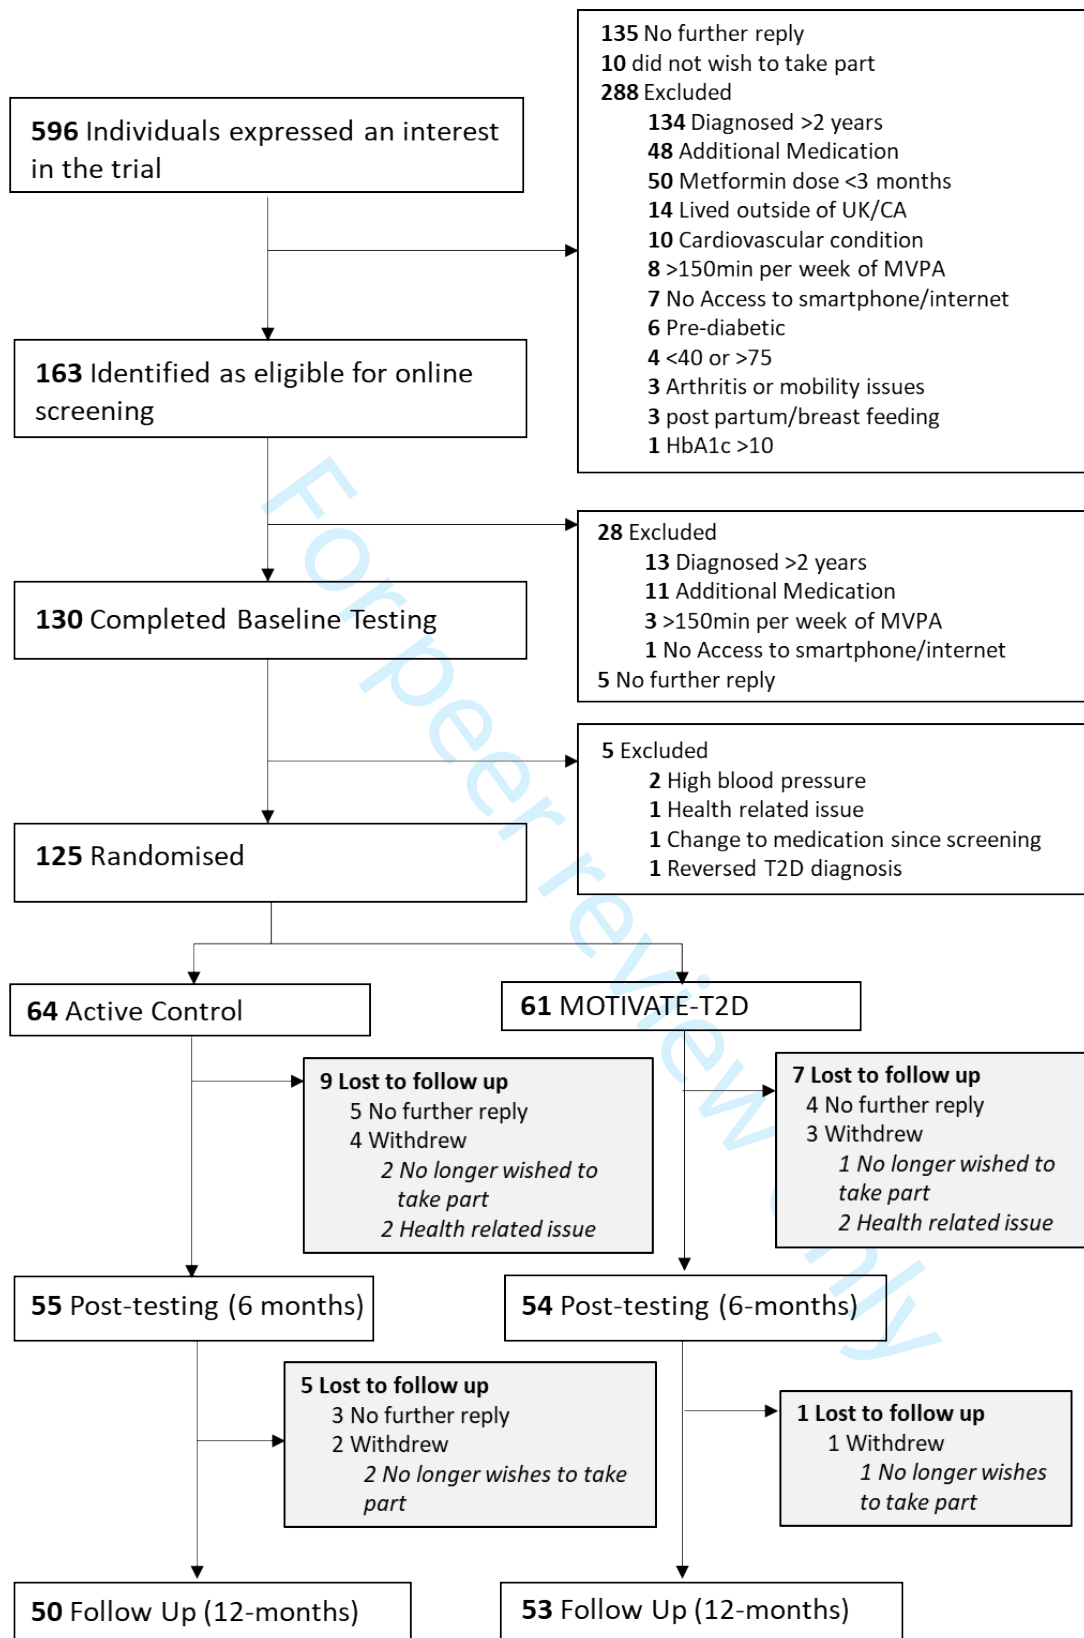 596 Individuals expressed an interest
in the trial
135 No further reply
10 did not wish to take part
288 Excluded
134 Diagnosed >2 years
48 Additional Medication
50 Metformin dose <3 months
14 Lived outside of UK/CA
10 Cardiovascular condition
8 >150min per week of MVPA
7 No Access to smartphone/internet
6 Pre-diabetic
4 <40 or >75
3 Arthritis or mobility issues
3 post partum/breast feeding
1 HbA1c >10
163 Identified as eligible for online
screening
28 Excluded
13 Diagnosed >2 years
11 Additional Medication
3 >150min per week of MVPA
1 No Access to smartphone/internet
5 No further reply
130 Completed Baseline Testing
5 Excluded
2 High blood pressure
1 Health related issue
1 Change to medication since screening
1 Reversed T2D diagnosis
125 Randomised
64 Active Control
61 MOTIVATE-T2D
9 Lost to follow up
5 No further reply
4 Withdrew
2 No longer wished to
take part
2 Health related issue
7 Lost to follow up
4 No further reply
3 Withdrew
1 No longer wished to
take part
2 Health related issue
55 Post-testing (6 months)
54 Post-testing (6-months)
5 Lost to follow up
3 No further reply
2 Withdrew
2 No longer wishes to take
part
1 Lost to follow up
1 Withdrew
1 No longer wishes
to take part
50 Follow Up (12-months)
53 Follow Up (12-months)
For peer review only